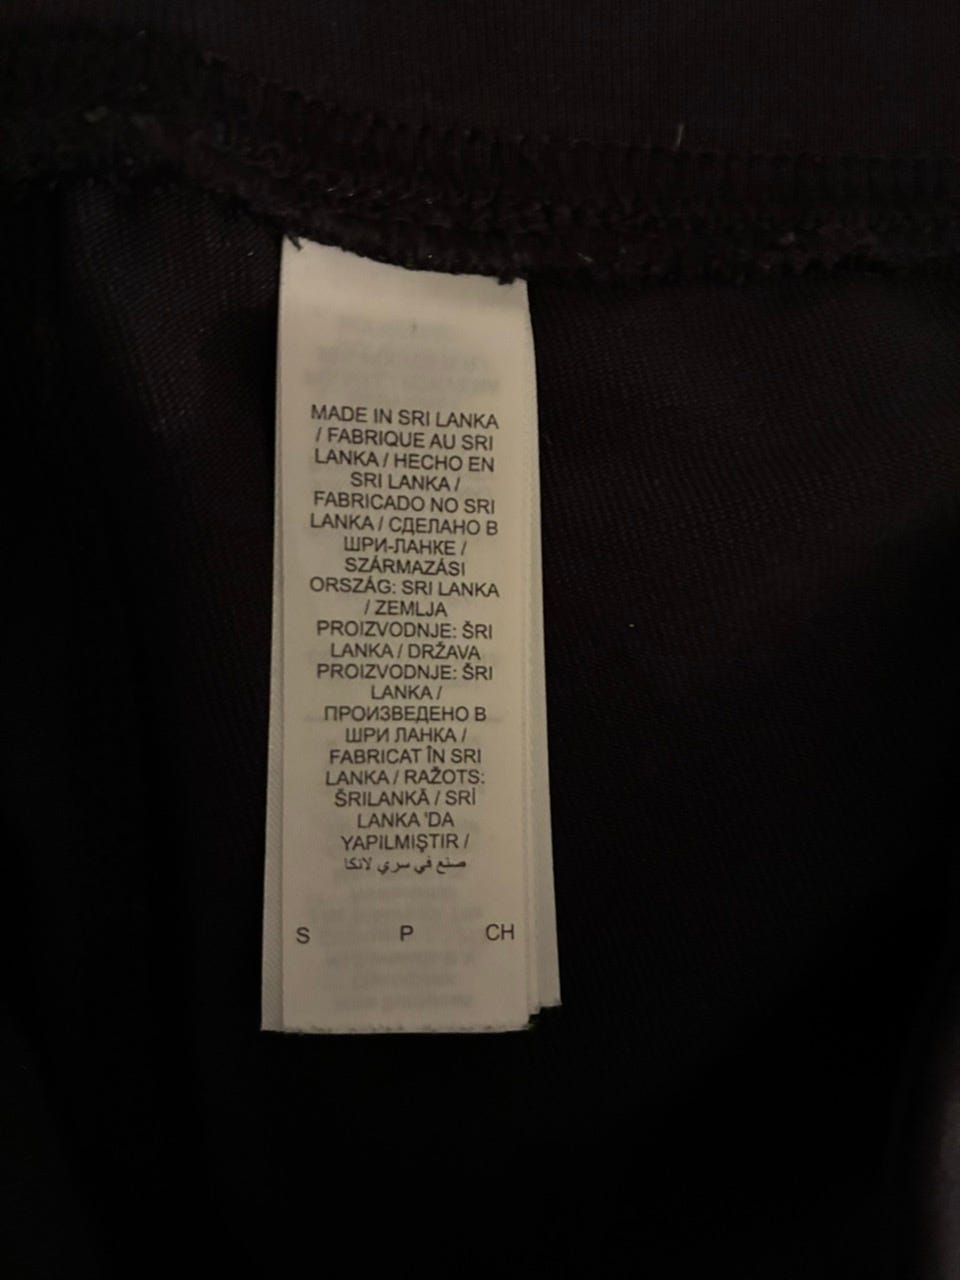 MADE IN SRI LANKA
/ FABRIQUE AU SRI
LANKA / HECHO EN
SRI LANKA /
FABRICADO NO SRI
LANKA / СДЕЛАНО В
ШРИ-ЛАНКЕ /
SZÁRMAZÁSI
ORSZÁG: SRI LANKA
/ ZEMLJA
PROIZVODNJE: ŠRI
LANKA / DRŽAVA
PROIZVODNJE: ŠRI
LANKA /
ПРОИЗВЕДЕНО В
ШРИ ЛАНКА /
FABRICAT ÎN SRI
LANKA / RAŽOTS:
ŠRILANKĀ / SRİ
LANKA 'DA
YAPILMIŞTIR /
صنع في سري لانكا
S P CH